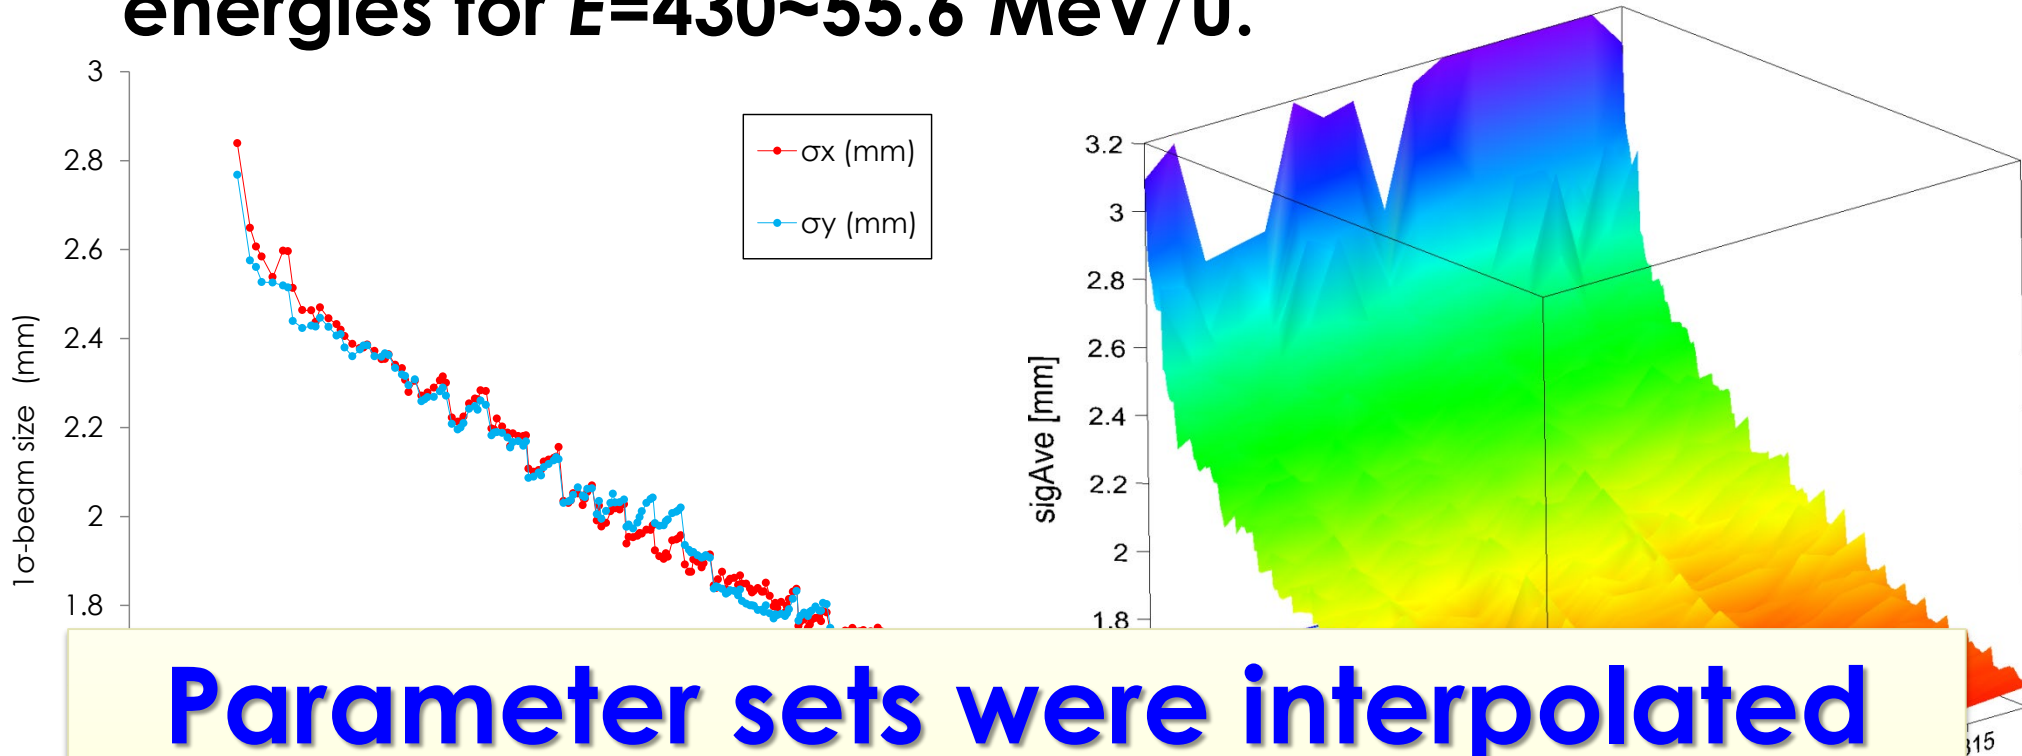 energies for E=430~55.6 MeV/u.
3
2.8
2.6
2.4
2.2
2
1.8
1σ-beam size (mm)
σx (mm)
σy (mm)
3.2
3
2.8
2.6
2.4
2.2
2
1.8
sigAve [mm]
315
Parameter sets were interpolated